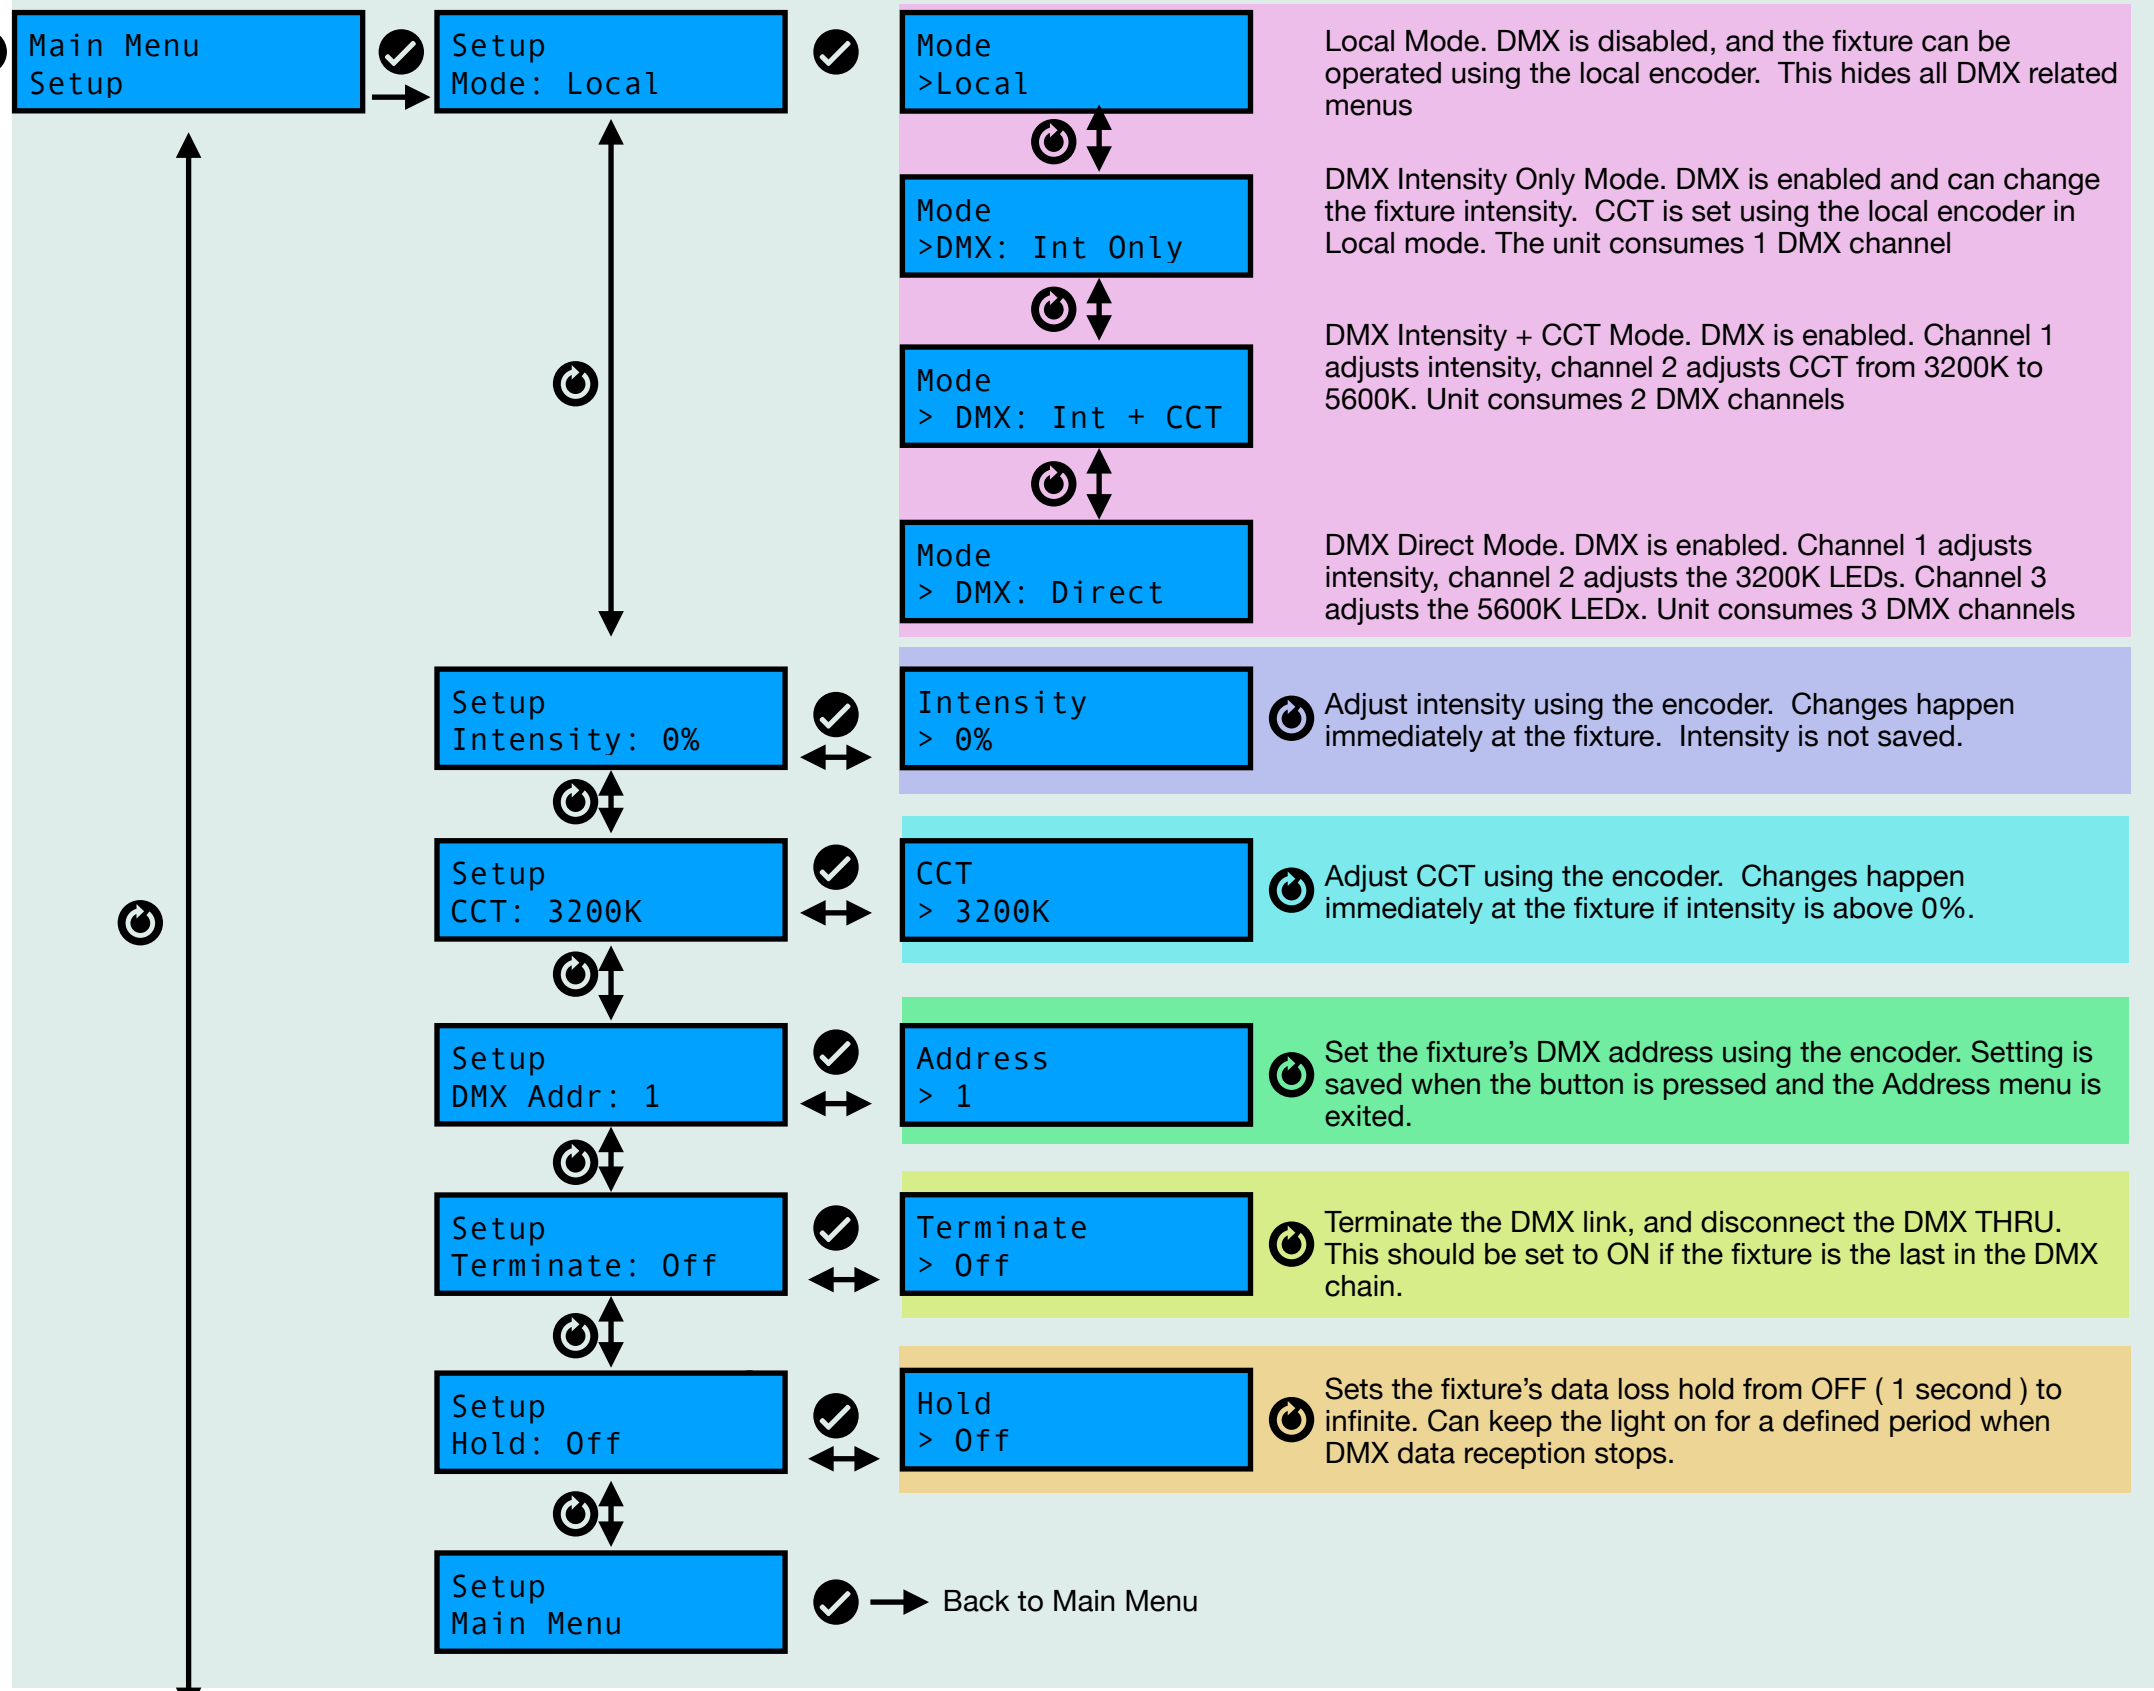 Main Menu
Setup
Setup
Mode: Local
Mode
>Local
Local Mode. DMX is disabled, and the fixture can be
operated using the local encoder.  This hides all DMX related
menus
Mode
>DMX: Int Only
DMX Intensity Only Mode. DMX is enabled and can change
the fixture intensity.  CCT is set using the local encoder in
Local mode. The unit consumes 1 DMX channel
Mode
> DMX: Int + CCT
DMX Intensity + CCT Mode. DMX is enabled. Channel 1
adjusts intensity, channel 2 adjusts CCT from 3200K to
5600K. Unit consumes 2 DMX channels
Mode
> DMX: Direct
DMX Direct Mode. DMX is enabled. Channel 1 adjusts
intensity, channel 2 adjusts the 3200K LEDs. Channel 3
adjusts the 5600K LEDx. Unit consumes 3 DMX channels
Setup
Intensity: 0%
Intensity
> 0%
Adjust intensity using the encoder.  Changes happen
immediately at the fixture.  Intensity is not saved.
Setup
CCT: 3200K
CCT
> 3200K
Adjust CCT using the encoder.  Changes happen
immediately at the fixture if intensity is above 0%.
Setup
DMX Addr: 1
Address
> 1
Set the fixture’s DMX address using the encoder. Setting is
saved when the button is pressed and the Address menu is
exited.
Setup
Terminate: Off
Terminate
> Off
Terminate the DMX link, and disconnect the DMX THRU.
This should be set to ON if the fixture is the last in the DMX
chain.
Setup
Hold: Off
Hold
> Off
Sets the fixture’s data loss hold from OFF ( 1 second ) to
infinite. Can keep the light on for a defined period when
DMX data reception stops.
Setup
Main Menu
Back to Main Menu